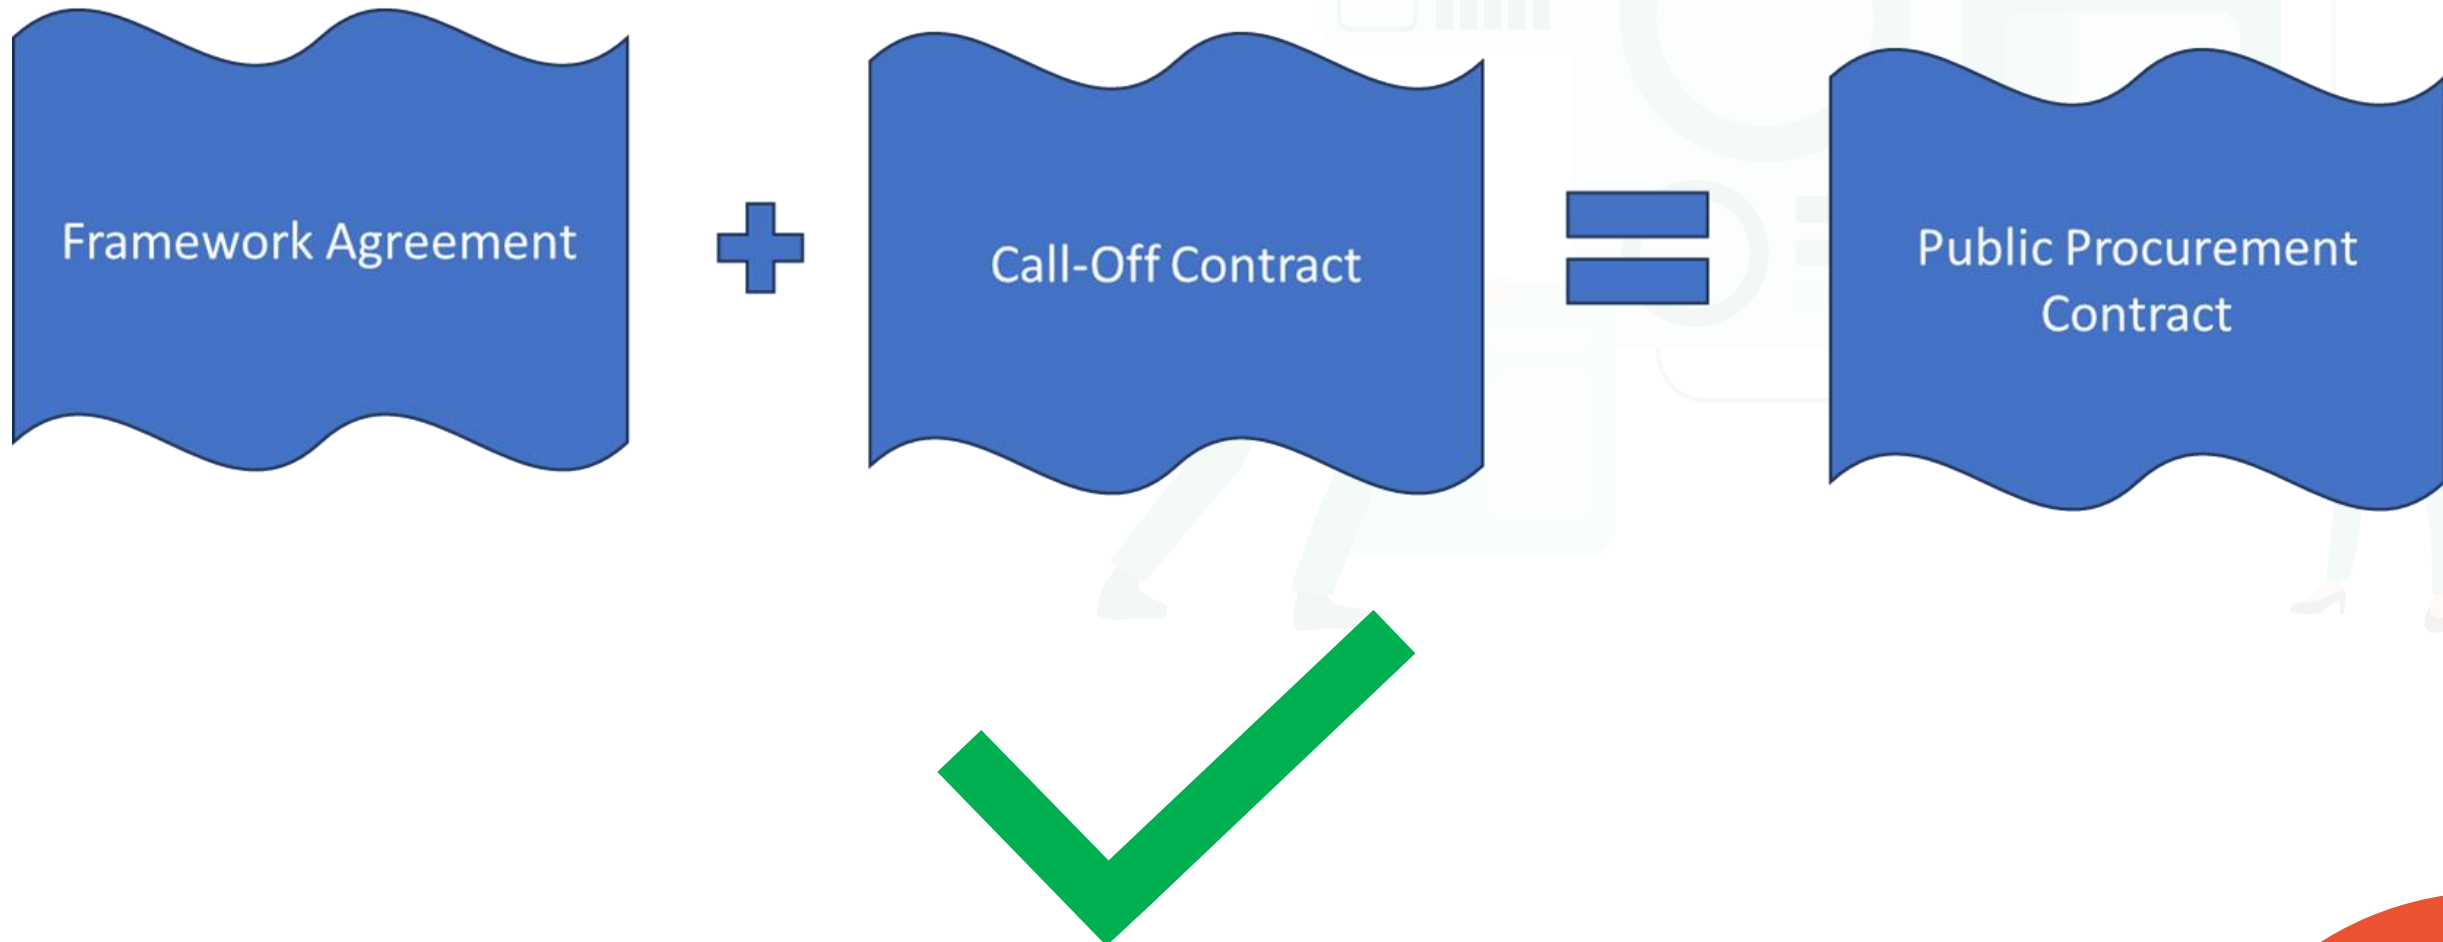 Framework Agreement
Call-Off Contract
Public Procurement
Contract